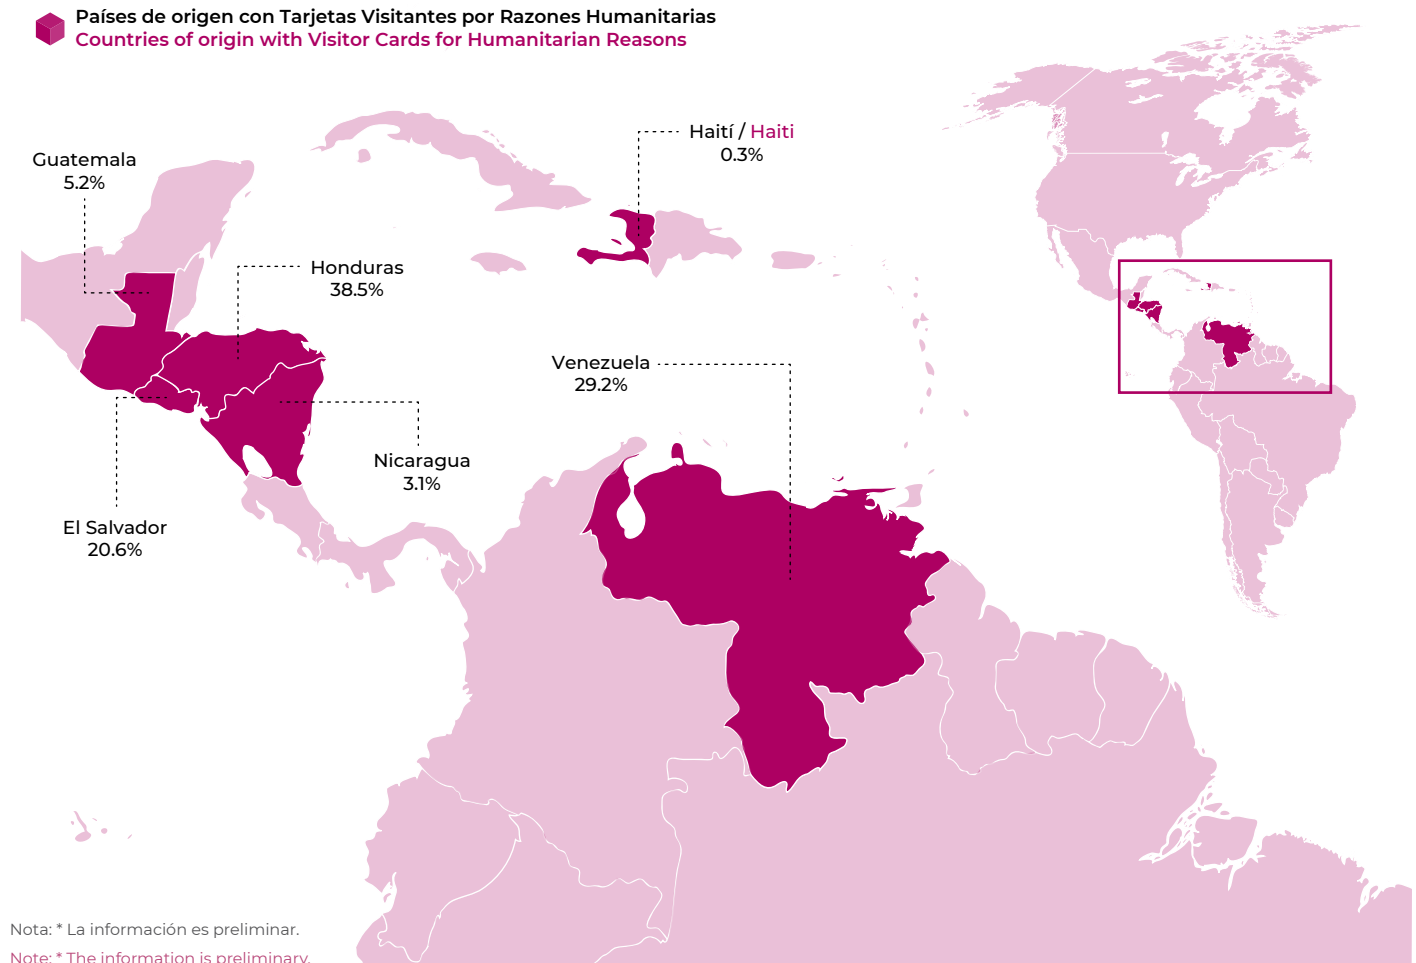 Países de origen con Tarjetas Visitantes por Razones Humanitarias
Countries of origin with Visitor Cards for Humanitarian Reasons
Haití / Haiti
0.3%
Guatemala
5.2%
Honduras
38.5%
Venezuela
29.2%
Nicaragua
3.1%
El Salvador
20.6%
Nota: * La información es preliminar.
Note: * The information is preliminary.